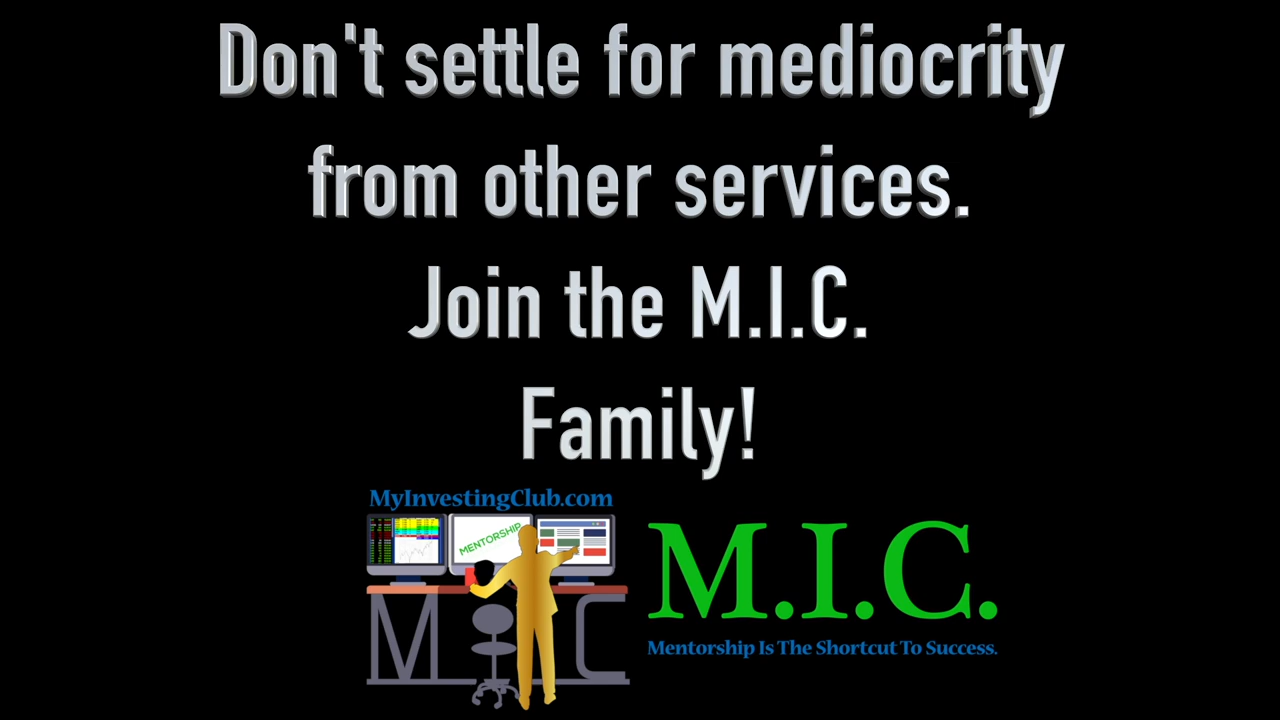 Don't settle for mediocrity
from other services.
Join the M.I.C.
Family!
MyInvestingClub.com
MENTORSHIP
M.I.C.
MIC
Mentorship Is The Shortcut To Success.